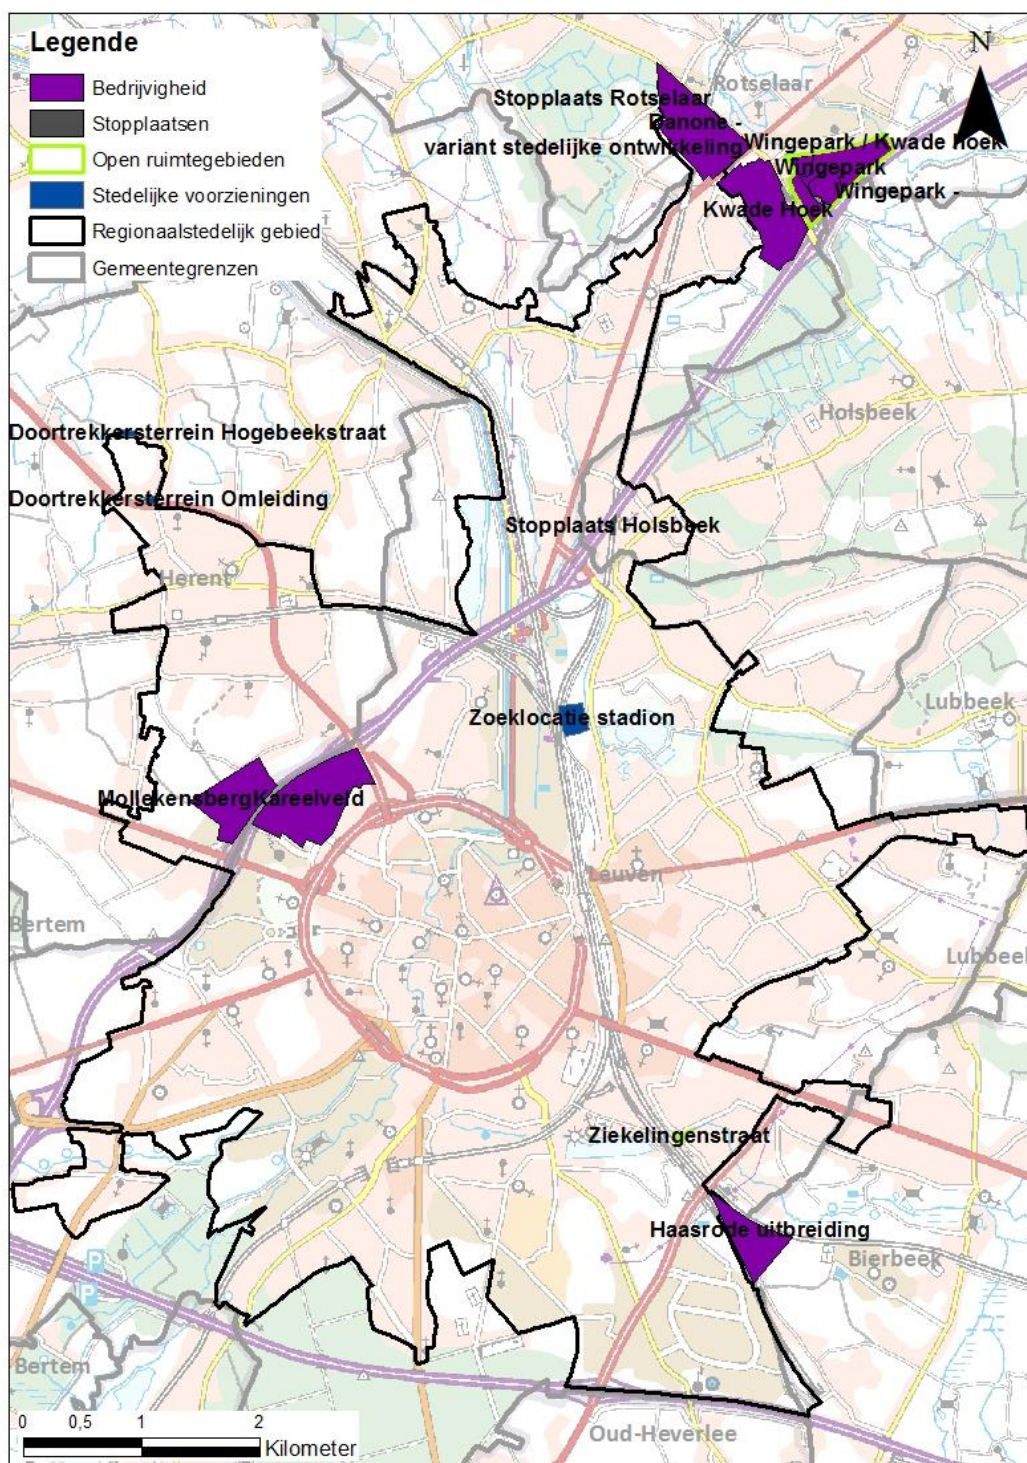 Legende
Bedrijvigheid
Stopplaatsen
Open ruimtegebieden
Stedelijke voorzieningen
Regionaalstedelijk gebied
Gemeentegrenzen
N
Rotselaar
Stopplaats Rotselaar
Danone -
variant stedelijke ontwikkeling
Wingepark / Kwade hoek
Wingepark
Wingepark -
Kwade Hoek
Holsbeek
Doortrekkersterrein Hogebeekstraat
Doortrekkersterrein Omleiding
Stopplaats Holsbeek
Herent
Lubbeek
Zoeklocatie stadion
Mollekensberg
Kareelveld
Leuven
Bertem
Lubbeek
Ziekelingenstraat
Haasrode uitbreiding
Bierbeek
P
P
Bertem
Oud-Heverlee
0 0,5 1 2
Kilometer